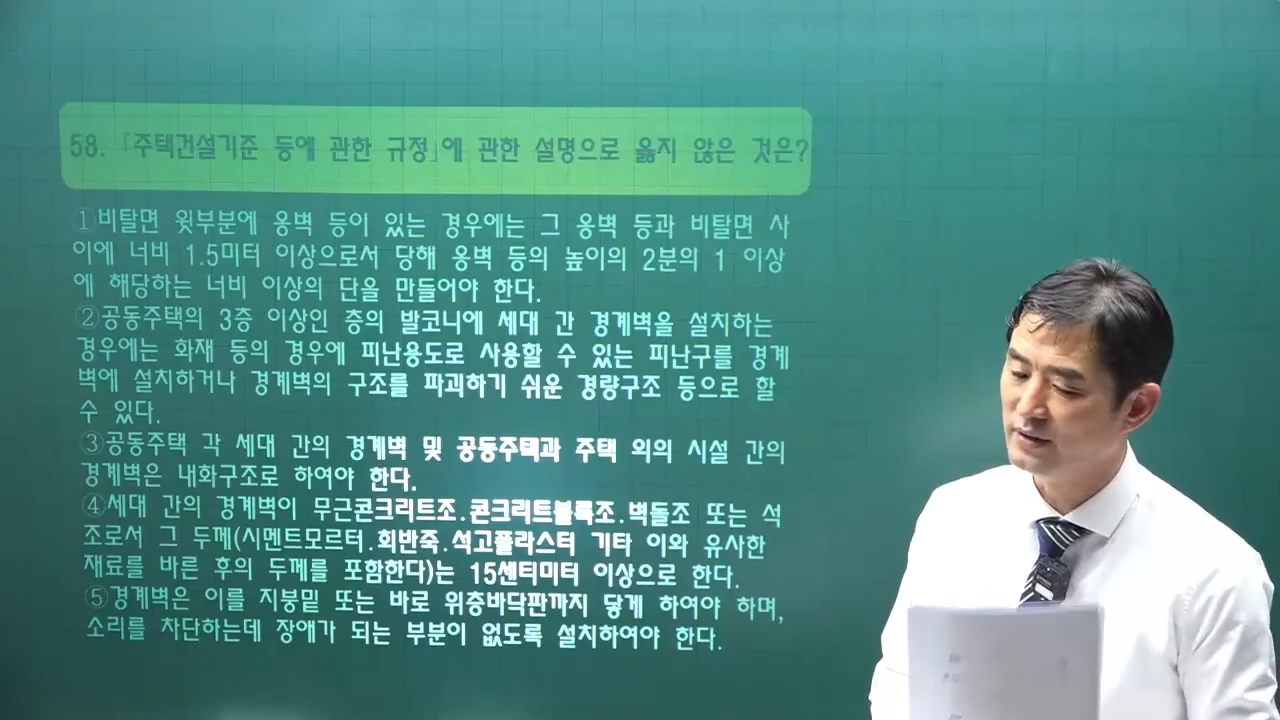 58. 「주택건설기준 등에 관한 규정」에 관한 설명으로 옳지 않은 것은?
①비탈면 윗부분에 옹벽 등이 있는 경우에는 그 옹벽 등과 비탈면 사
이에 너비 1.5미터 이상으로서 당해 옹벽 등의 높이의 2분의 1 이상
에 해당하는 너비 이상의 단을 만들어야 한다.
②공동주택의 3층 이상인 층의 발코니에 세대 간 경계벽을 설치하는
경우에는 화재 등의 경우에 피난용도로 사용할 수 있는 피난구를 경계
벽에 설치하거나 경계벽의 구조를 파괴하기 쉬운 경량구조 등으로 할
수 있다.
③공동주택 각 세대 간의 경계벽 및 공동주택과 주택 외의 시설 간의
경계벽은 내화구조로 하여야 한다.
④세대 간의 경계벽이 무근콘크리트조.콘크리트블록조.벽돌조 또는 석
조로서 그 두께(시멘트모르터.회반죽.석고플라스터 기타 이와 유사한
재료를 바른 후의 두께를 포함한다)는 15센티미터 이상으로 한다.
⑤경계벽은 이를 지붕밑 또는 바로 위층바닥판까지 닿게 하여야 하며,
소리를 차단하는데 장애가 되는 부분이 없도록 설치하여야 한다.